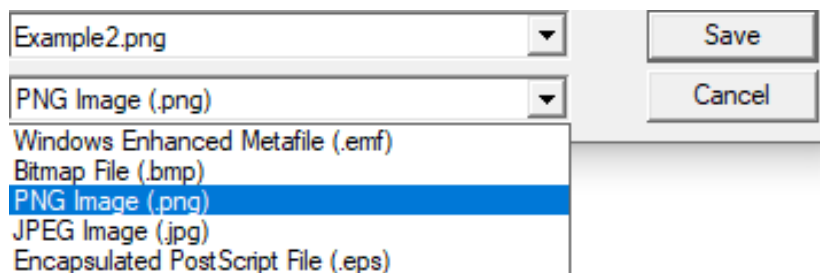 Example2.png
Save
PNG Image (.png)
Cancel
Windows Enhanced Metafile (.emf)
Bitmap File (.bmp)
PNG Image (.png)
JPEG Image (.jpg)
Encapsulated PostScript File (.eps)